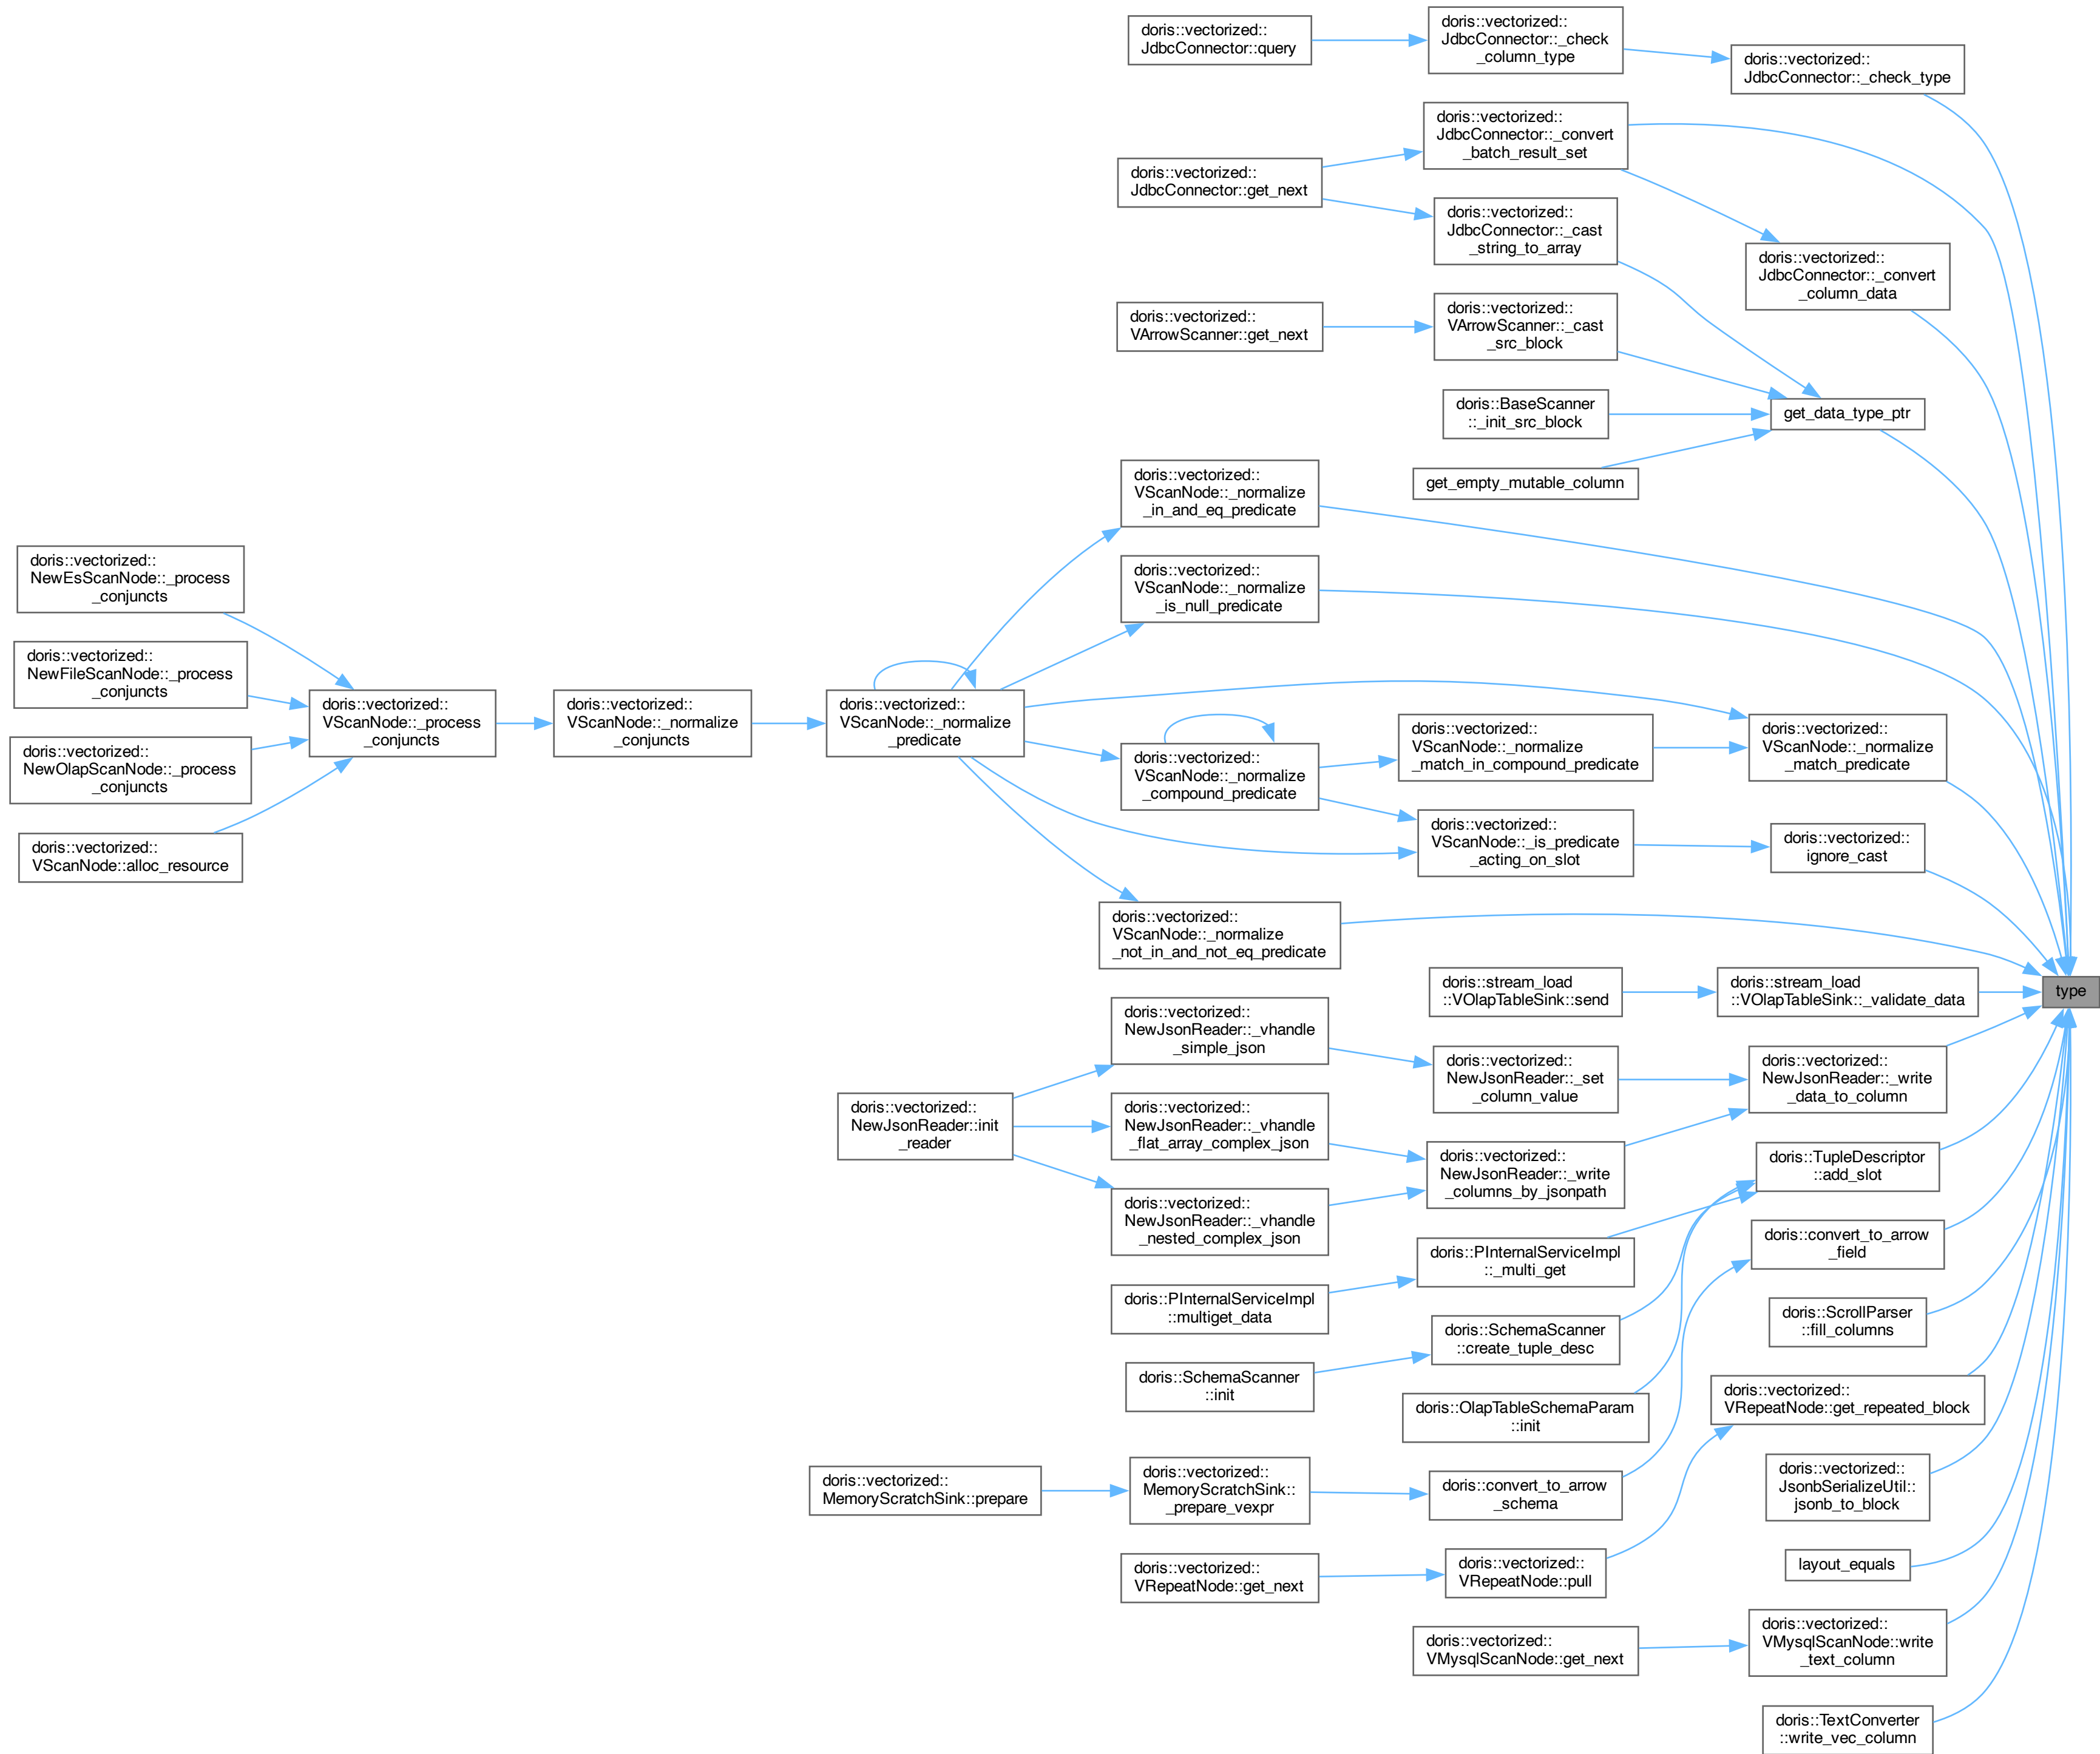 doris::vectorized::
JdbcConnector::query
doris::vectorized::
JdbcConnector::_check
_column_type
doris::vectorized::
JdbcConnector::_check_type
doris::vectorized::
JdbcConnector::_convert
_batch_result_set
doris::vectorized::
JdbcConnector::get_next
doris::vectorized::
JdbcConnector::_cast
_string_to_array
doris::vectorized::
JdbcConnector::_convert
_column_data
doris::vectorized::
VArrowScanner::get_next
doris::vectorized::
VArrowScanner::_cast
_src_block
doris::BaseScanner
::_init_src_block
get_data_type_ptr
get_empty_mutable_column
doris::vectorized::
VScanNode::_normalize
_in_and_eq_predicate
doris::vectorized::
NewEsScanNode::_process
_conjuncts
doris::vectorized::
VScanNode::_normalize
_is_null_predicate
doris::vectorized::
NewFileScanNode::_process
_conjuncts
doris::vectorized::
VScanNode::_process
_conjuncts
doris::vectorized::
VScanNode::_normalize
_conjuncts
doris::vectorized::
VScanNode::_normalize
_predicate
doris::vectorized::
NewOlapScanNode::_process
_conjuncts
doris::vectorized::
VScanNode::_normalize
_compound_predicate
doris::vectorized::
VScanNode::_normalize
_match_in_compound_predicate
doris::vectorized::
VScanNode::_normalize
_match_predicate
doris::vectorized::
VScanNode::alloc_resource
doris::vectorized::
VScanNode::_is_predicate
_acting_on_slot
doris::vectorized::
ignore_cast
doris::vectorized::
VScanNode::_normalize
_not_in_and_not_eq_predicate
type
doris::stream_load
::VOlapTableSink::send
doris::stream_load
::VOlapTableSink::_validate_data
doris::vectorized::
NewJsonReader::_vhandle
_simple_json
doris::vectorized::
NewJsonReader::_set
_column_value
doris::vectorized::
NewJsonReader::_write
_data_to_column
doris::vectorized::
NewJsonReader::init
_reader
doris::vectorized::
NewJsonReader::_vhandle
_flat_array_complex_json
doris::vectorized::
NewJsonReader::_write
_columns_by_jsonpath
doris::TupleDescriptor
::add_slot
doris::vectorized::
NewJsonReader::_vhandle
_nested_complex_json
doris::PInternalServiceImpl
::_multi_get
doris::convert_to_arrow
_field
doris::PInternalServiceImpl
::multiget_data
doris::SchemaScanner
::create_tuple_desc
doris::ScrollParser
::fill_columns
doris::SchemaScanner
::init
doris::OlapTableSchemaParam
::init
doris::vectorized::
VRepeatNode::get_repeated_block
doris::vectorized::
MemoryScratchSink::prepare
doris::vectorized::
MemoryScratchSink::
_prepare_vexpr
doris::convert_to_arrow
_schema
doris::vectorized::
JsonbSerializeUtil::
jsonb_to_block
doris::vectorized::
VRepeatNode::get_next
doris::vectorized::
VRepeatNode::pull
layout_equals
doris::vectorized::
VMysqlScanNode::get_next
doris::vectorized::
VMysqlScanNode::write
_text_column
doris::TextConverter
::write_vec_column